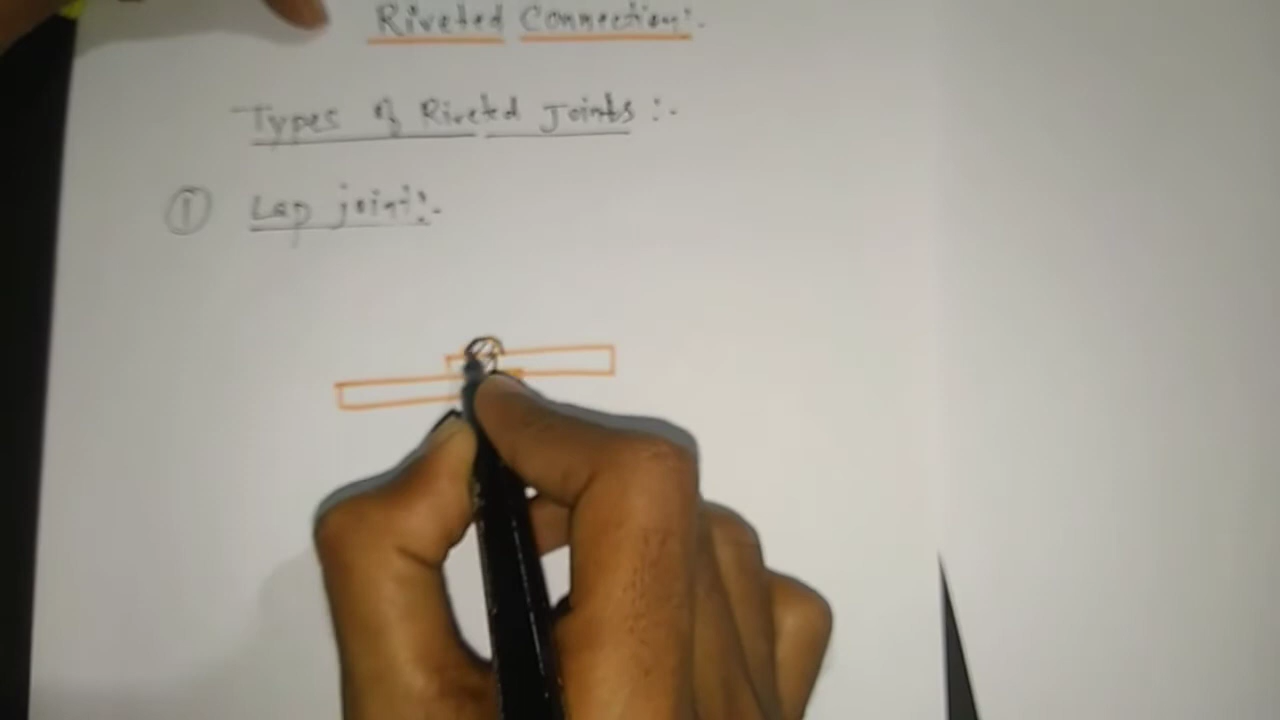 Riveted Connection:-
Types of Riveted Joints :-
① Lap joint:-